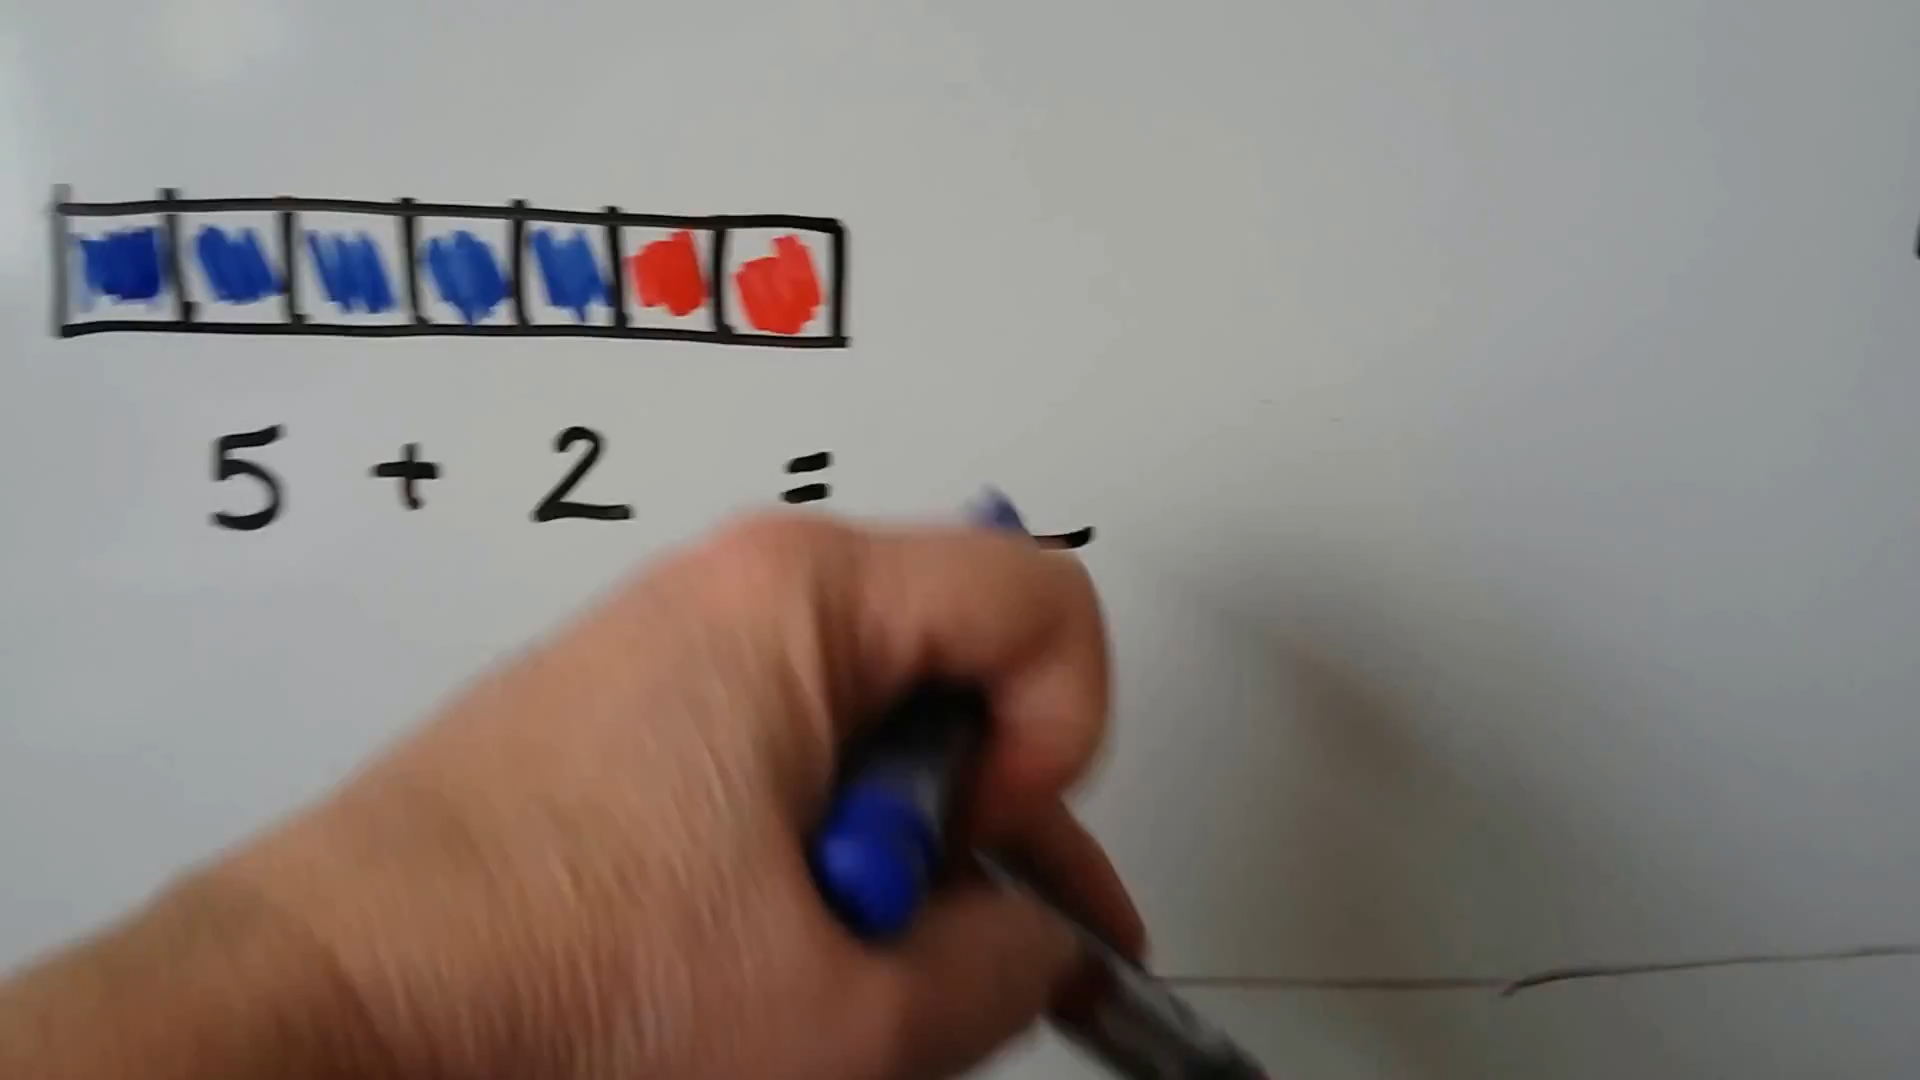 5 + 2 = _